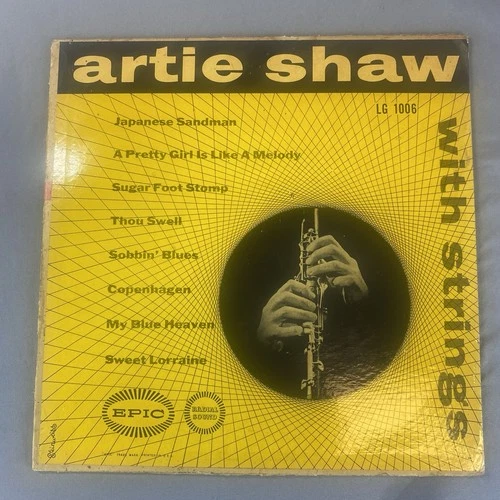 artie shaw
LG 1006
with strings
Japanese Sandman
A Pretty Girl Is Like A Melody
Sugar Foot Stomp
Thou Swell
Sobbin' Blues
Copenhagen
My Blue Heaven
Sweet Lorraine
EPIC
RADIAL
SOUND